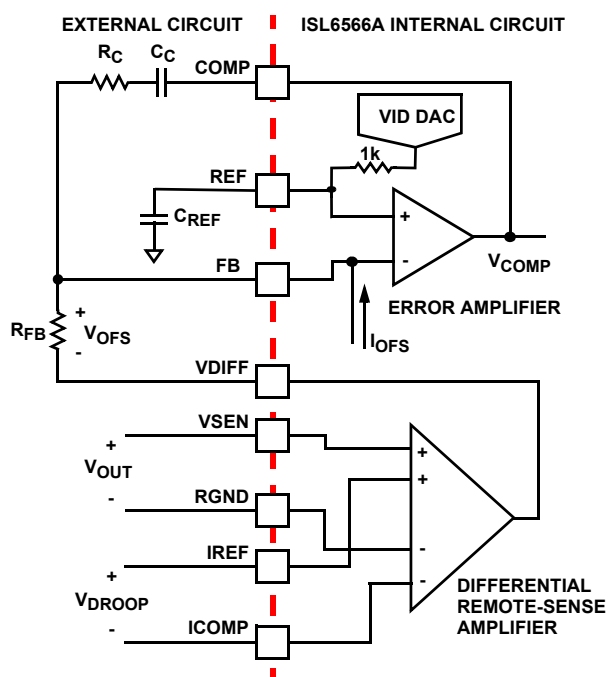 EXTERNAL CIRCUIT
ISL6566A INTERNAL CIRCUIT
RC
CC
COMP
VID DAC
1k
REF
+
CREF
-
VCOMP
FB
ERROR AMPLIFIER
IOFS
+
RFB
VOFS
-
VDIFF
VSEN
+
+
VOUT
+
-
RGND
-
IREF
+
VDROOP
-
-
ICOMP
DIFFERENTIAL
REMOTE-SENSE
AMPLIFIER